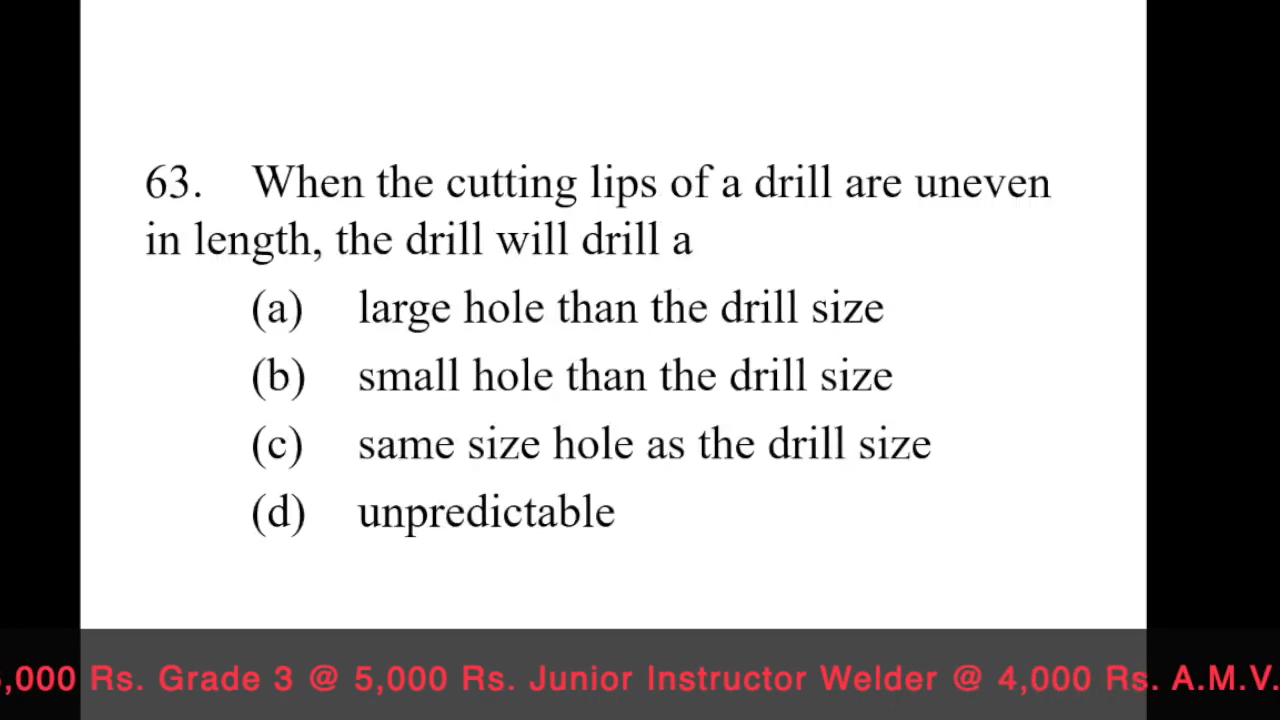 63. When the cutting lips of a drill are uneven
in length, the drill will drill a
(a) large hole than the drill size
(b) small hole than the drill size
(c) same size hole as the drill size
(d) unpredictable
,000 Rs. Grade 3 @ 5,000 Rs. Junior Instructor Welder @ 4,000 Rs. A.M.V.